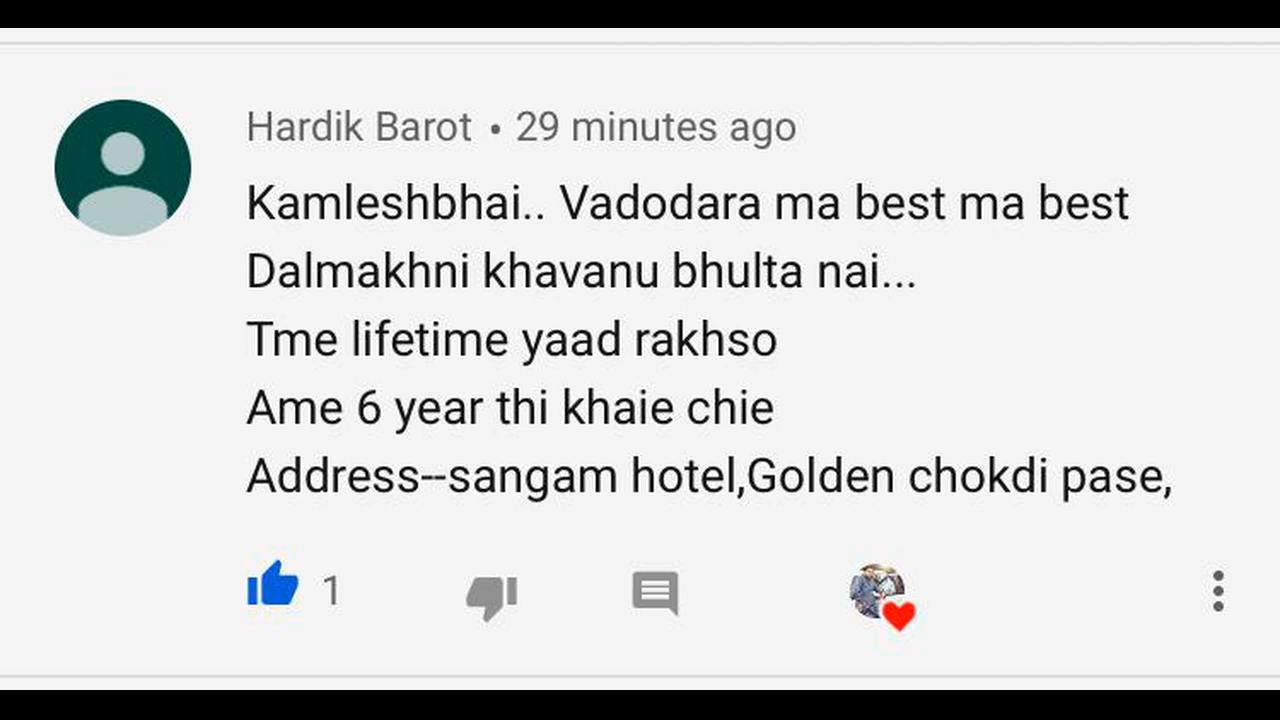 Hardik Barot • 29 minutes ago
Kamleshbhai.. Vadodara ma best ma best
Dalmakhni khavanu bhulta nai...
Tme lifetime yaad rakhso
Ame 6 year thi khaie chie
Address--sangam hotel,Golden chokdi pase,
1